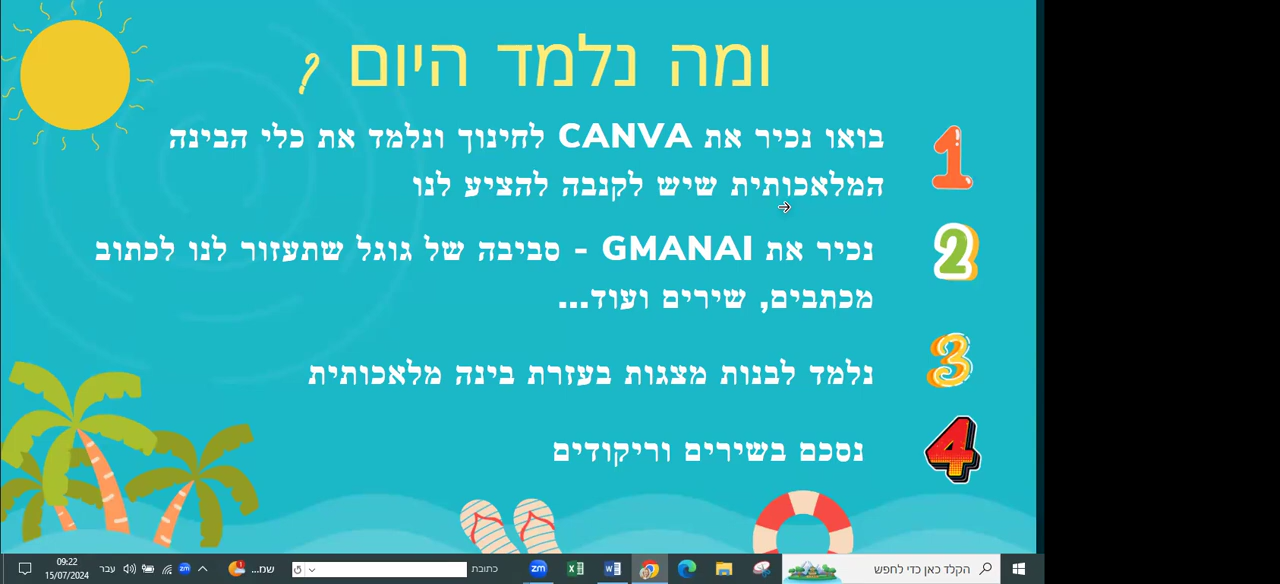 ומה נלמד היום ?
1
בואו נכיר את CANVA לחינוך ונלמד את כלי הבינה
המלאכותית שיש לקנבה להציע לנו
2
נכיר את GMANAI - סביבה של גוגל שתעזור לנו לכתוב
מכתבים, שירים ועוד...
3
נלמד לבנות מצגות בעזרת בינה מלאכותית
4
נסכם בשירים וריקודים
הקלד כאן כדי לחפש
כתובת
שמ...
עבר
09:22
15/07/2024